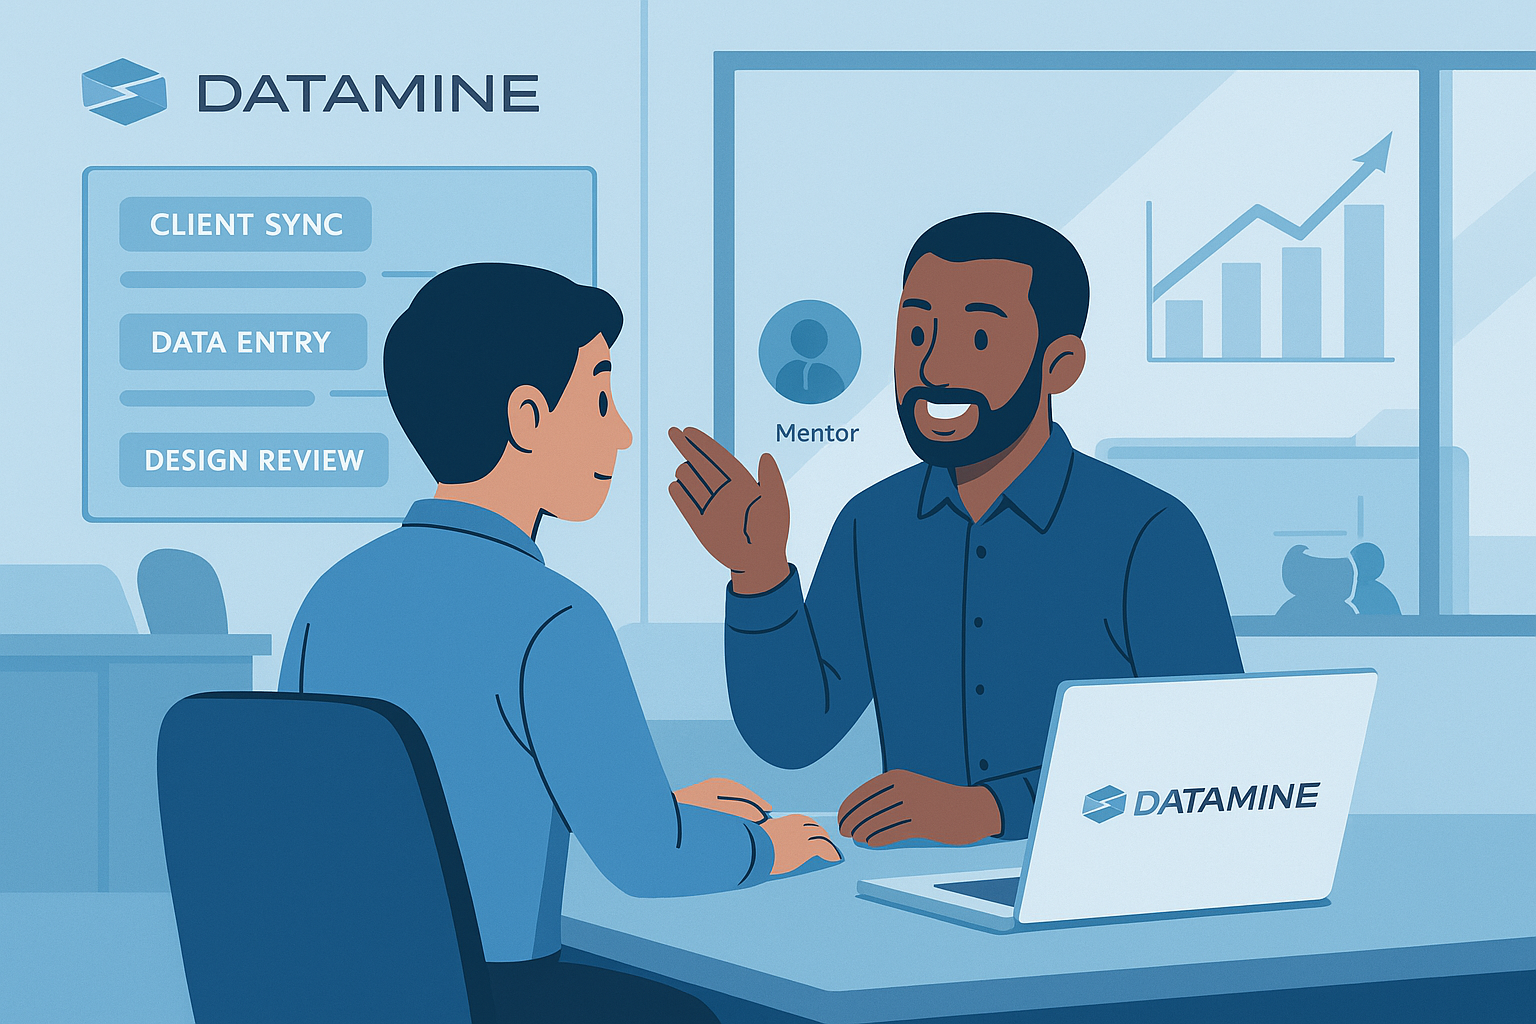 DATAMINE
CLIENT SYNC
DATA ENTRY
DESIGN REVIEW
Mentor
DATAMINE